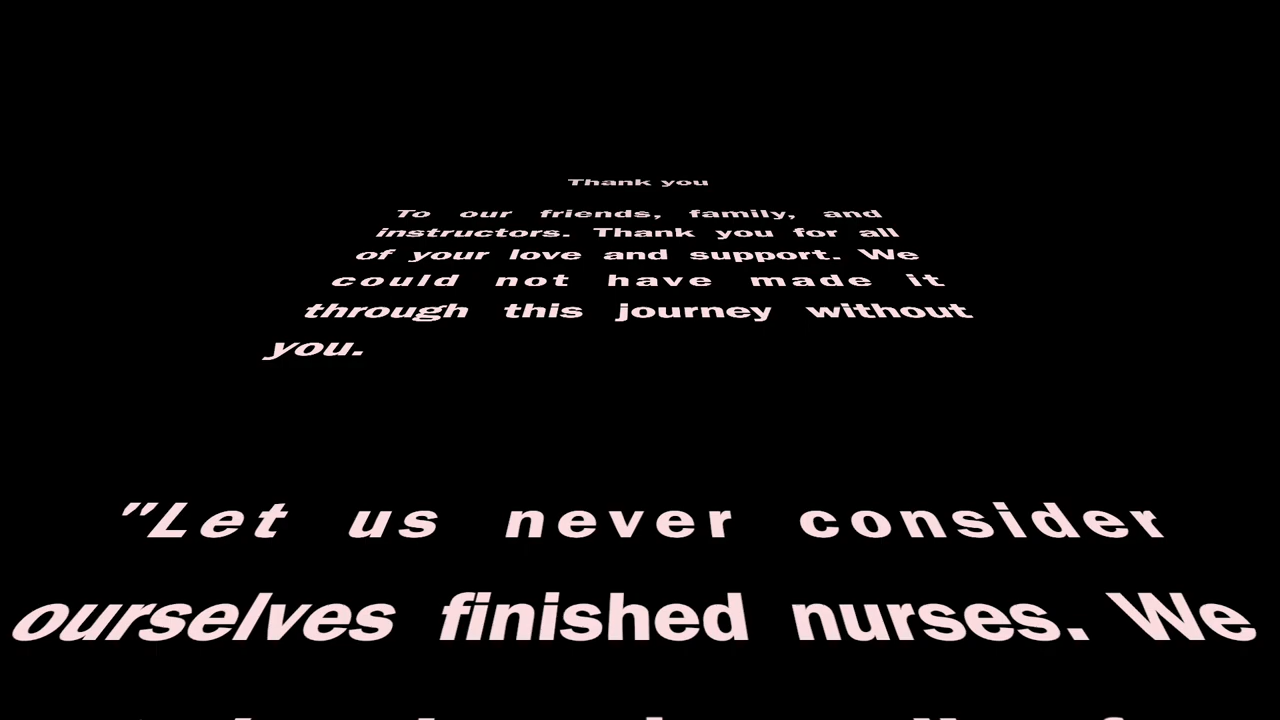 Thank you
To our friends, family, and
instructors. Thank you for all
of your love and support. We
could not have made it
through this journey without
you.
"Let us never consider
ourselves finished nurses. We